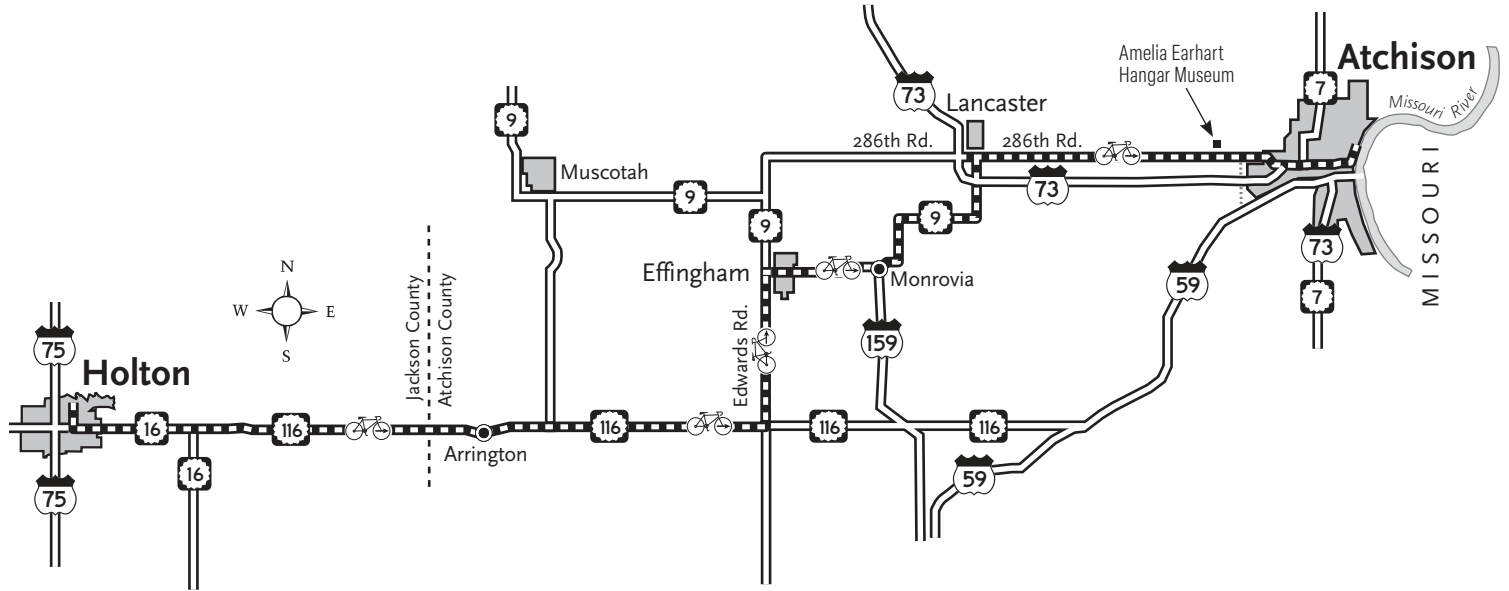 Amelia Earhart
Hangar Museum
Atchison
7
73
Lancaster
Missouri River
9
286th Rd.
286th Rd.
Muscotah
73
9
9
9
MISSOURI
Effingham
Monrovia
73
59
7
N
W
E
S
Jackson County
Atchison County
Edwards Rd.
159
75
Holton
16
116
116
116
116
Arrington
16
59
75